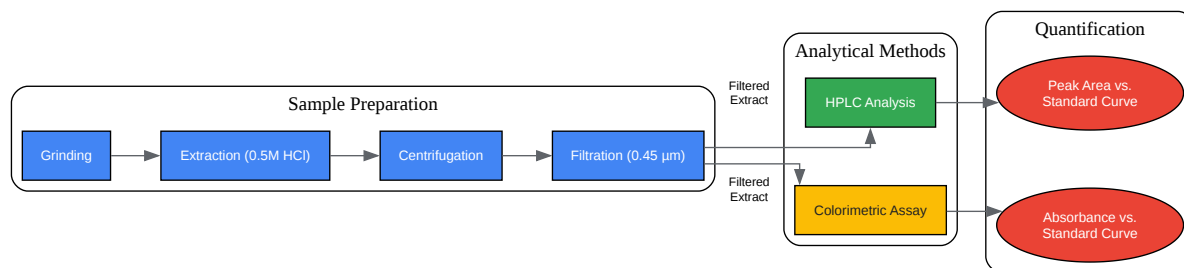 Sample Preparation
Grinding
Extraction (0.5M HCl)
Centrifugation
Filtration (0.45 µm)
Filtered
Extract
Filtered
Extract
Analytical Methods
HPLC Analysis
Colorimetric Assay
Quantification
Peak Area vs.
Standard Curve
Absorbance vs.
Standard Curve